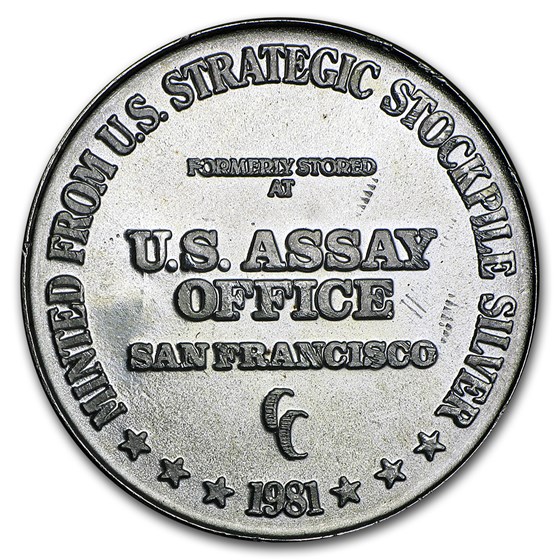 MINTED FROM U.S. STRATEGIC STOCKPILE SILVER
FORMERLY STORED
AT
U.S. ASSAY
OFFICE
SAN FRANCISCO
CC
1981